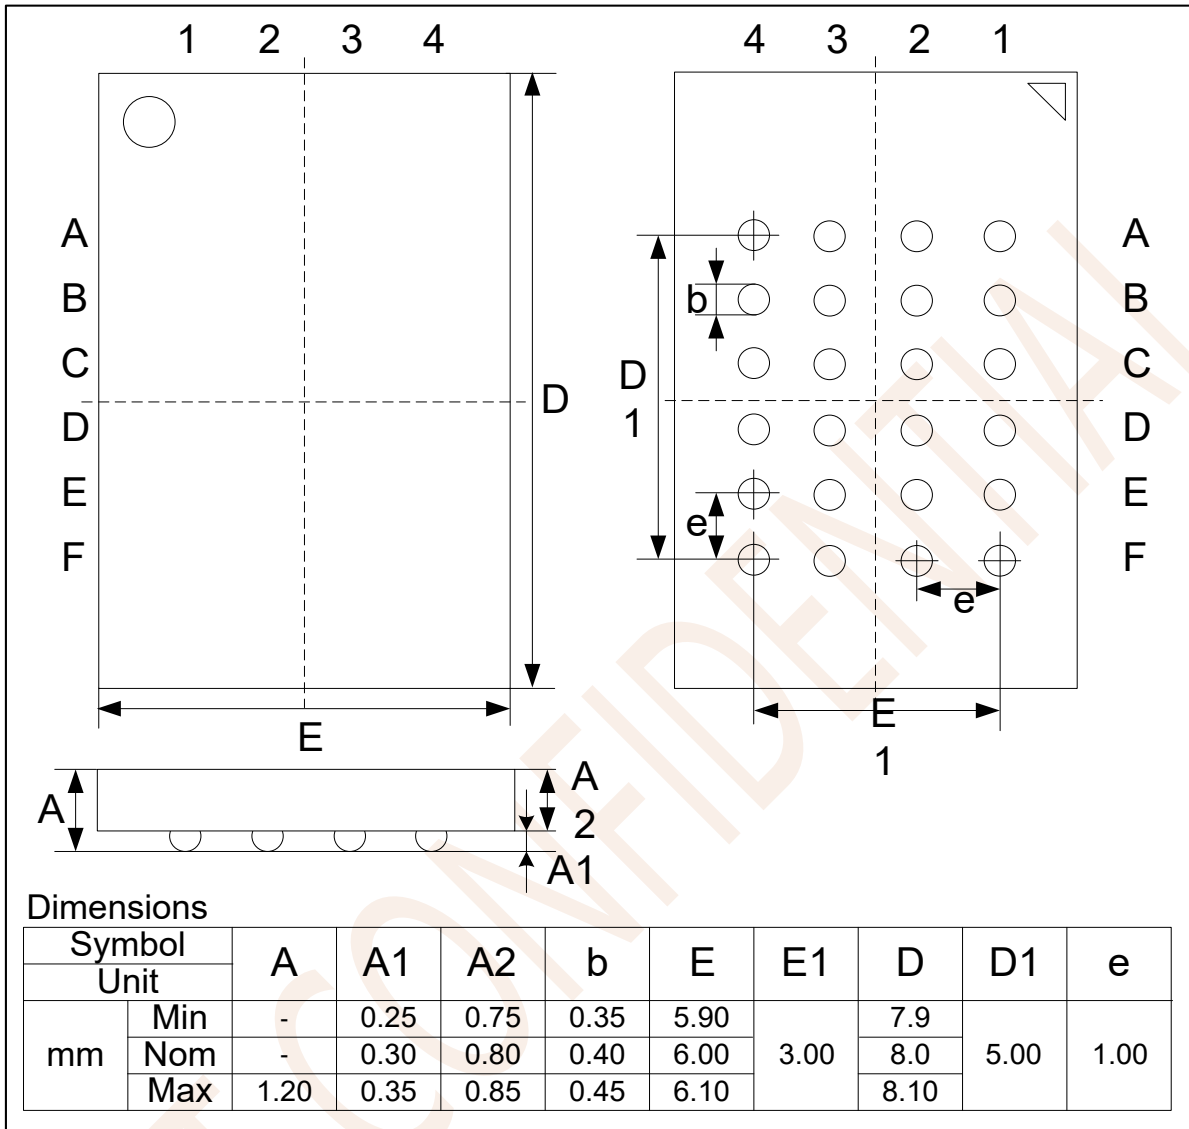 1 2 3 4
4 3 2 1
A
B
C
D
E
F
D
E
A
B
C
D
E
F
b
D
1
e
e
E
1
A
A
2
A1
Dimensions
Symbol A A1 A2 b E E1 D D1 e
Unit
mm Min - 0.25 0.75 0.35 5.90 3.00 7.9 5.00 1.00
Nom - 0.30 0.80 0.40 6.00 8.0
Max 1.20 0.35 0.85 0.45 6.10 8.10
CONFIDENTIAL